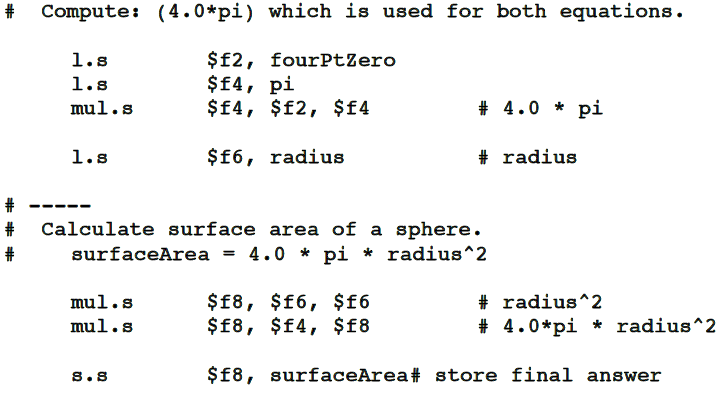 #  Compute: (4.0*pi) which is used for both equations.
l.s $f2, fourPtZero
l.s $f4, pi
mul.s $f4, $f2, $f4 # 4.0 * pi
l.s $f6, radius # radius
# -----
#  Calculate surface area of a sphere.
#    surfaceArea = 4.0 * pi * radius^2
mul.s $f8, $f6, $f6 # radius^2
mul.s $f8, $f4, $f8 # 4.0*pi * radius^2
s.s $f8, surfaceArea# store final answer